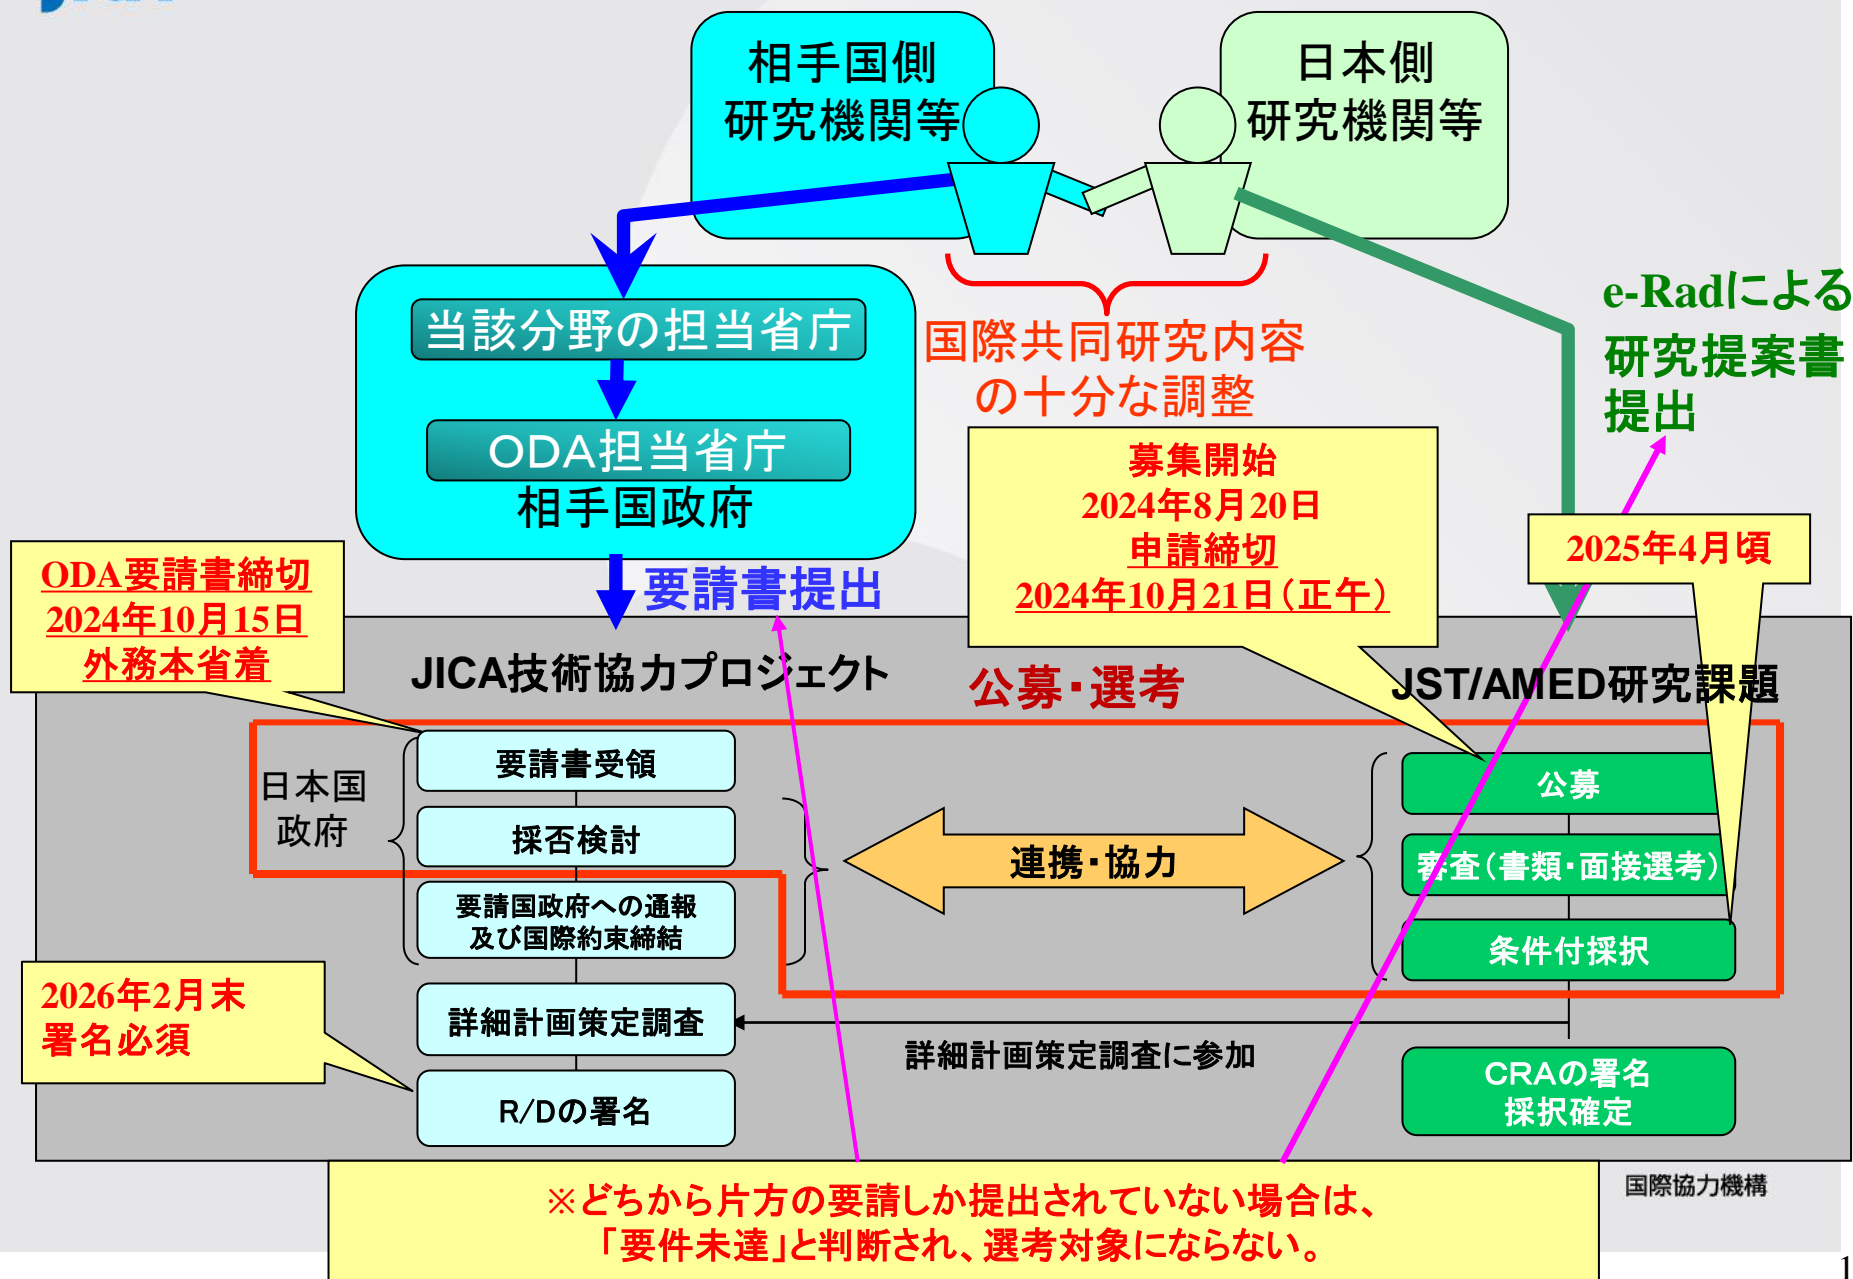 相手国側
研究機関等
日本側
研究機関等
当該分野の担当省庁
ODA担当省庁
相手国政府
国際共同研究内容
の十分な調整
e-Radによる
研究提案書
提出
募集開始
2024年8月20日
申請締切
2024年10月21日(正午)
2025年4月頃
ODA要請書締切
2024年10月15日
外務本省着
要請書提出
JICA技術協力プロジェクト
公募・選考
JST/AMED研究課題
日本国
政府
要請書受領
採否検討
要請国政府への通報
及び国際約束締結
詳細計画策定調査
R/Dの署名
連携・協力
公募
審査(書類・面接選考)
条件付採択
詳細計画策定調査に参加
CRAの署名
採択確定
2026年2月末
署名必須
※どちから片方の要請しか提出されていない場合は、
「要件未達」と判断され、選考対象にならない。
国際協力機構
1